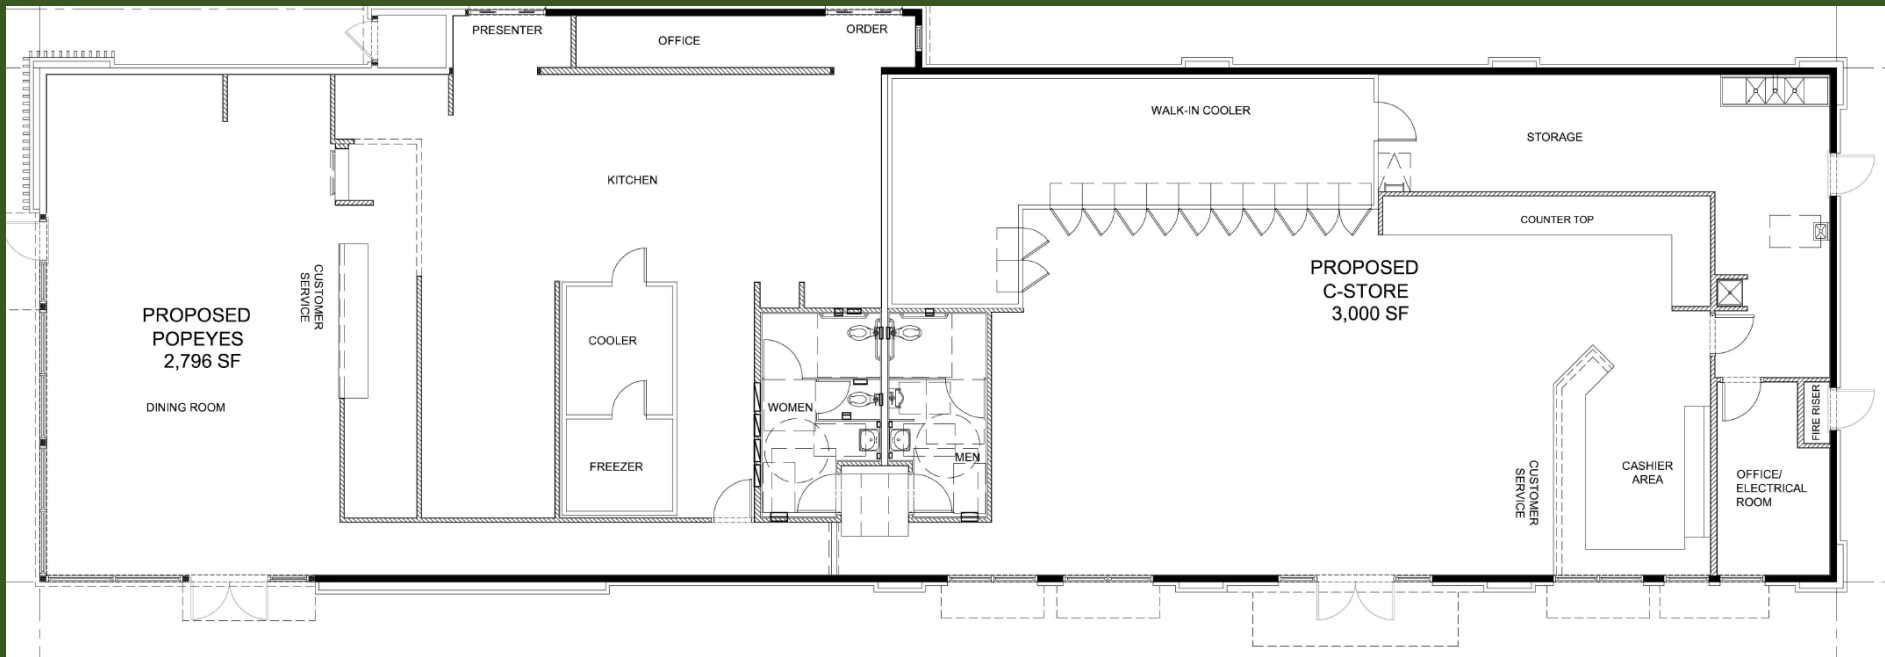 PRESENTER
OFFICE
ORDER
WALK-IN COOLER
STORAGE
KITCHEN
COUNTER TOP
CUSTOMER
SERVICE
PROPOSED
POPEYES
2,796 SF
DINING ROOM
COOLER
FREEZER
WOMEN
MEN
PROPOSED
C-STORE
3,000 SF
CUSTOMER
SERVICE
CASHIER
AREA
OFFICE/
ELECTRICAL
ROOM
FIRE RISER